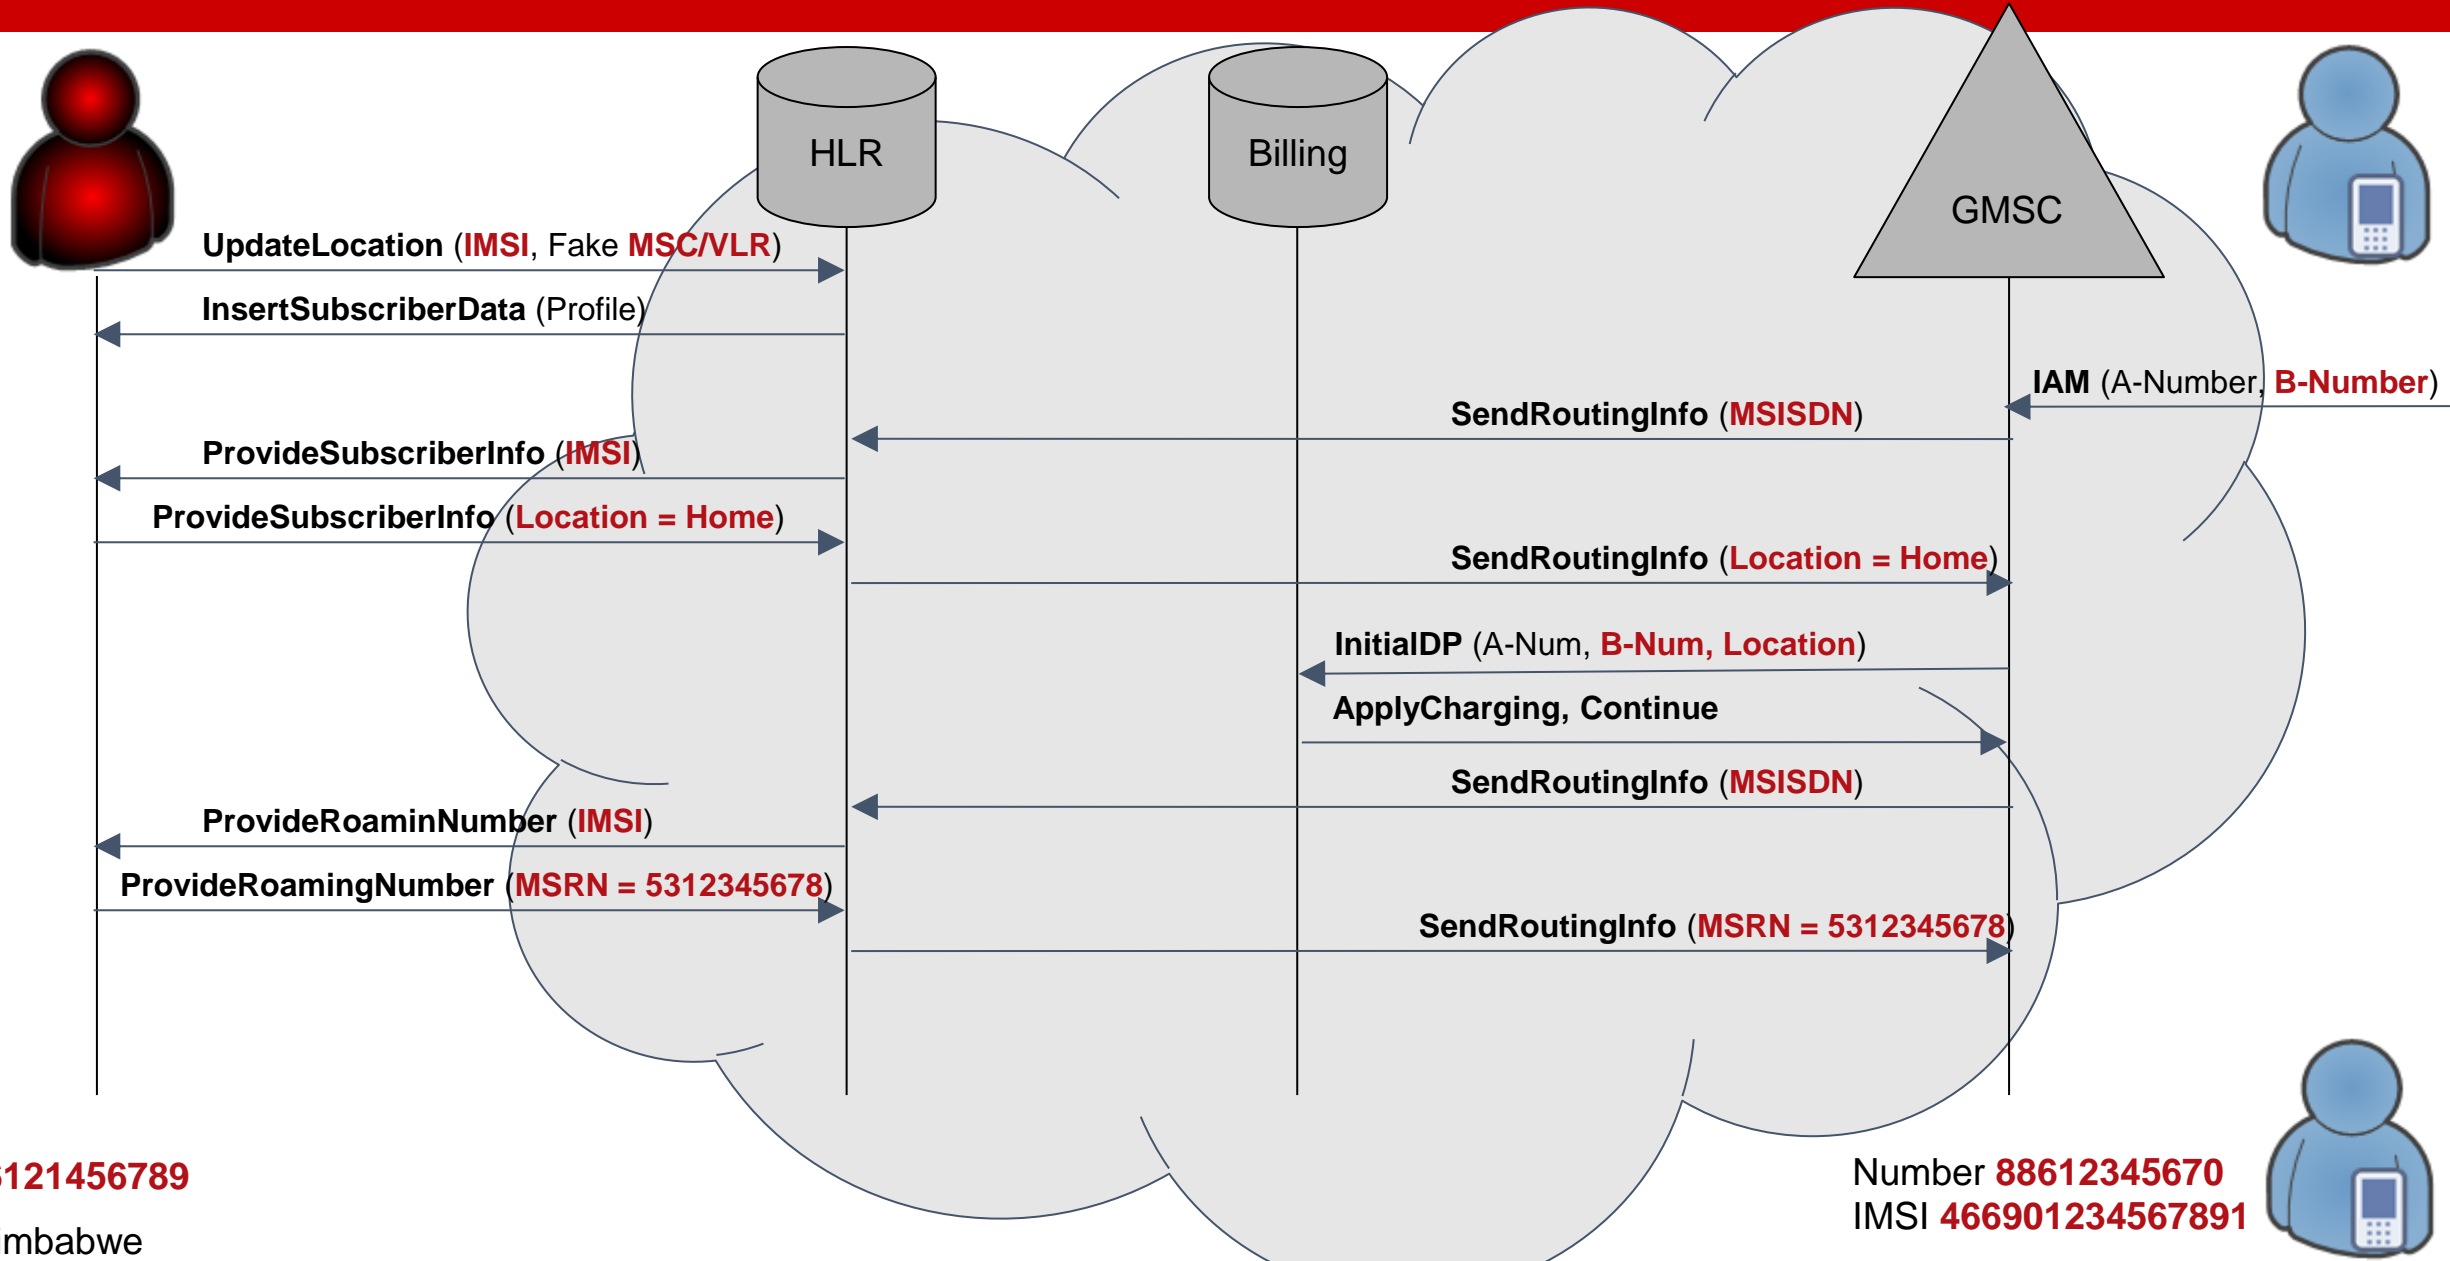 HLR
Billing
GMSC
UpdateLocation (IMSI, Fake MSC/VLR)
InsertSubscriberData (Profile)
IAM (A-Number, B-Number)
SendRoutingInfo (MSISDN)
ProvideSubscriberInfo (IMSI)
ProvideSubscriberInfo (Location = Home)
SendRoutingInfo (Location = Home)
InitialDP (A-Num, B-Num, Location)
ApplyCharging, Continue
SendRoutingInfo (MSISDN)
ProvideRoaminNumber (IMSI)
ProvideRoamingNumber (MSRN = 5312345678)
SendRoutingInfo (MSRN = 5312345678)
6121456789
imbabwe
Number 88612345670
IMSI 466901234567891